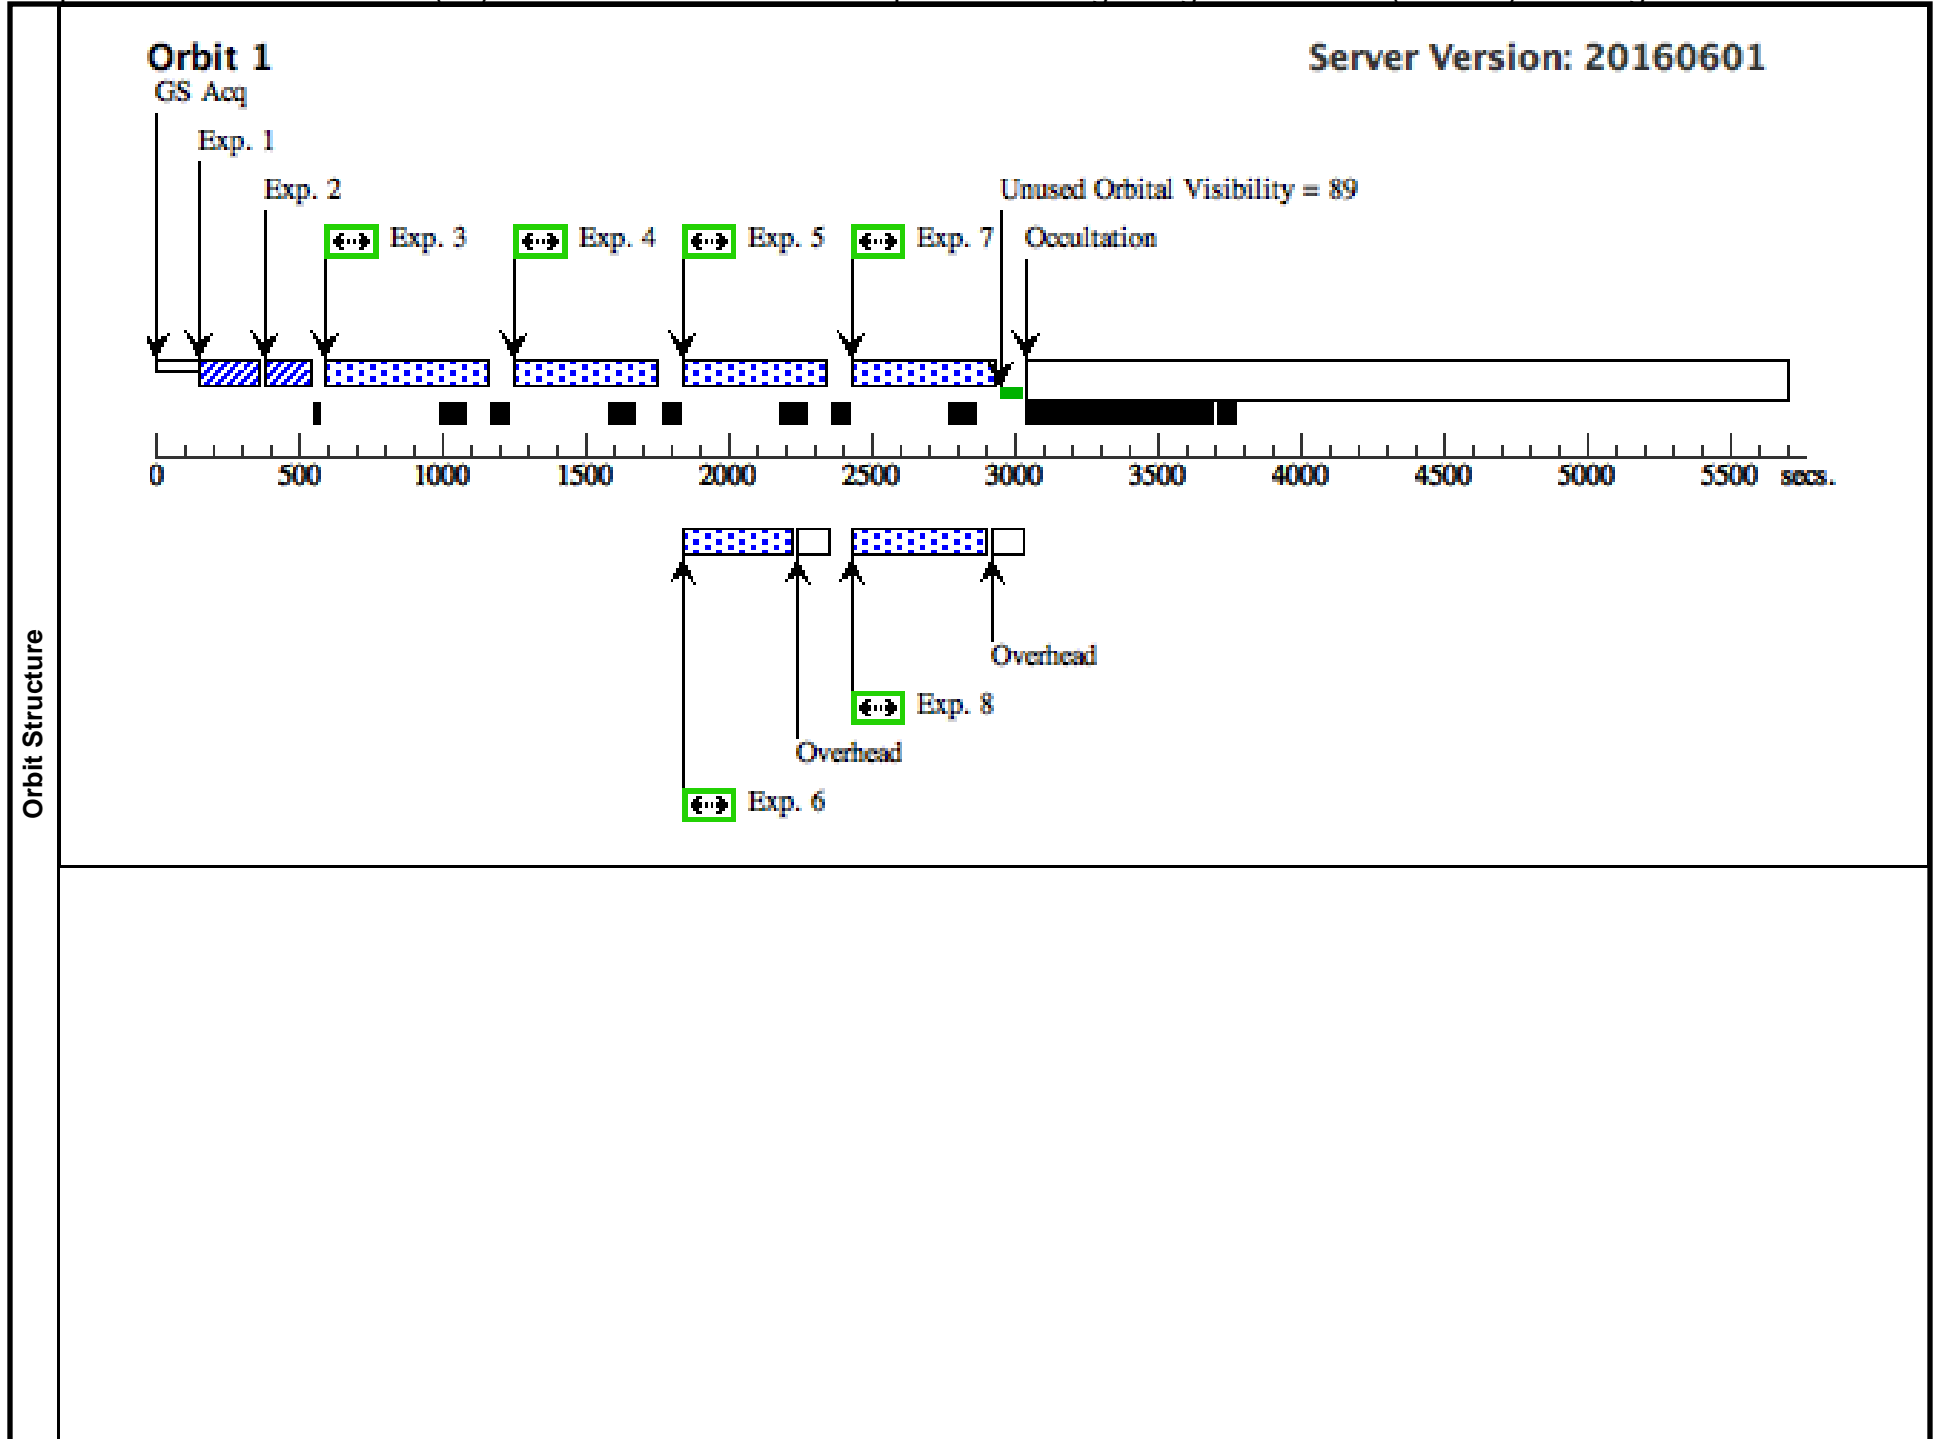 Orbit 1
Server Version: 20160601
GS Acq
Exp. 1
Exp. 2
Unused Orbital Visibility = 89
Exp. 3
Exp. 4
Exp. 5
Exp. 7
Occultation
0 500 1000 1500 2000 2500 3000 3500 4000 4500 5000 5500 secs.
Overhead
Exp. 8
Overhead
Exp. 6
Orbit Structure